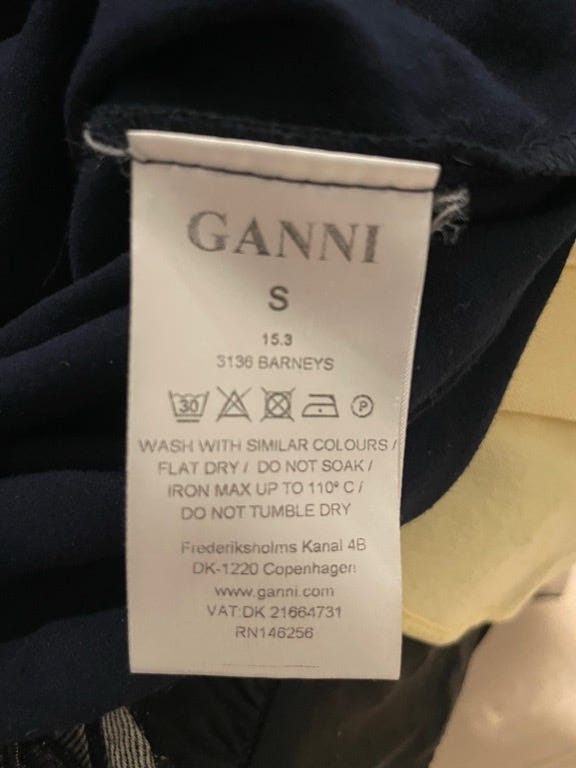 GANNI
S
15.3
3136 BARNEYS
30 P
WASH WITH SIMILAR COLOURS /
FLAT DRY / DO NOT SOAK /
IRON MAX UP TO 110° C /
DO NOT TUMBLE DRY
Frederiksholms Kanal 4B
DK-1220 Copenhagen
www.ganni.com
VAT:DK 21664731
RN146256